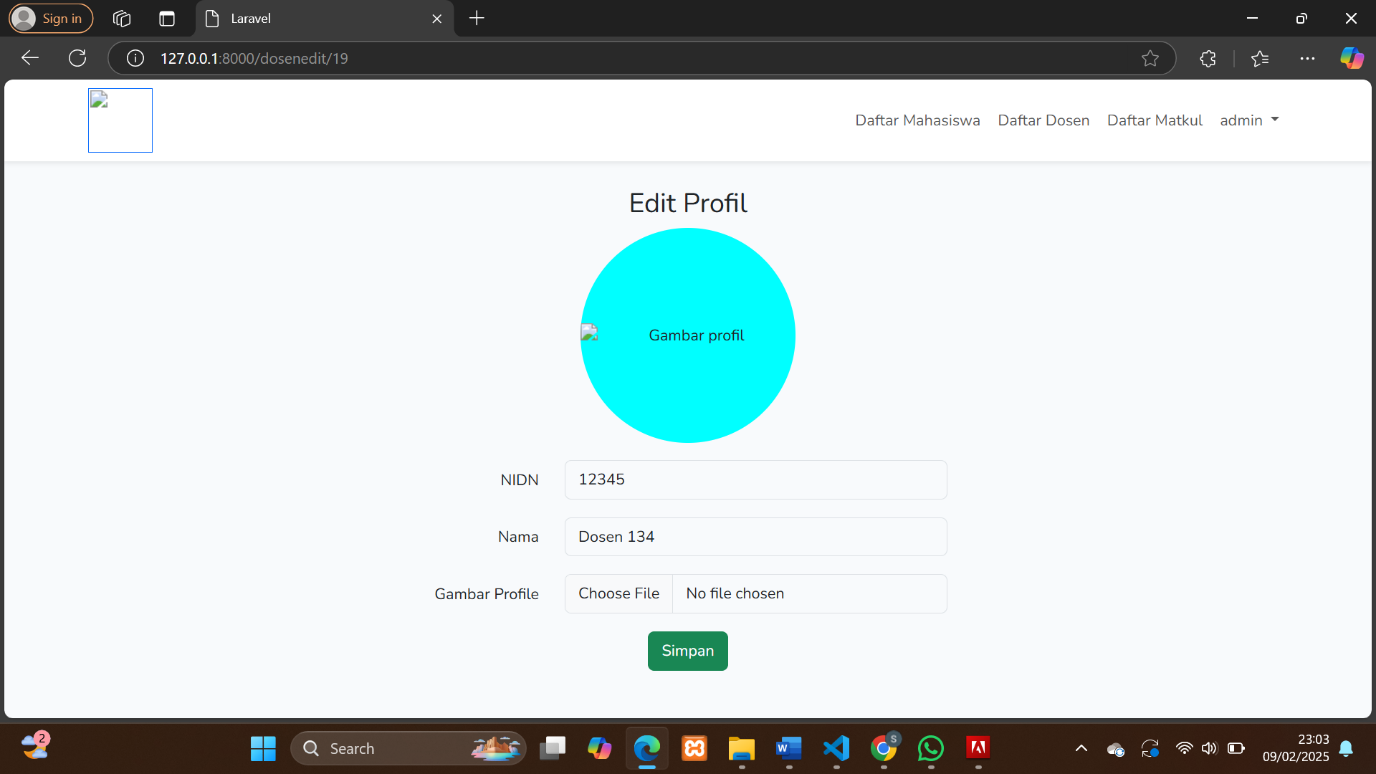 Sign in
Laravel
127.0.0.1:8000/dosenedit/19
Daftar Mahasiswa Daftar Dosen Daftar Matkul admin
Edit Profil
Gambar profil
NIDN 12345
Nama Dosen 134
Gambar Profile Choose File No file chosen
Simpan
2
Search
W
S
23:03
09/02/2025